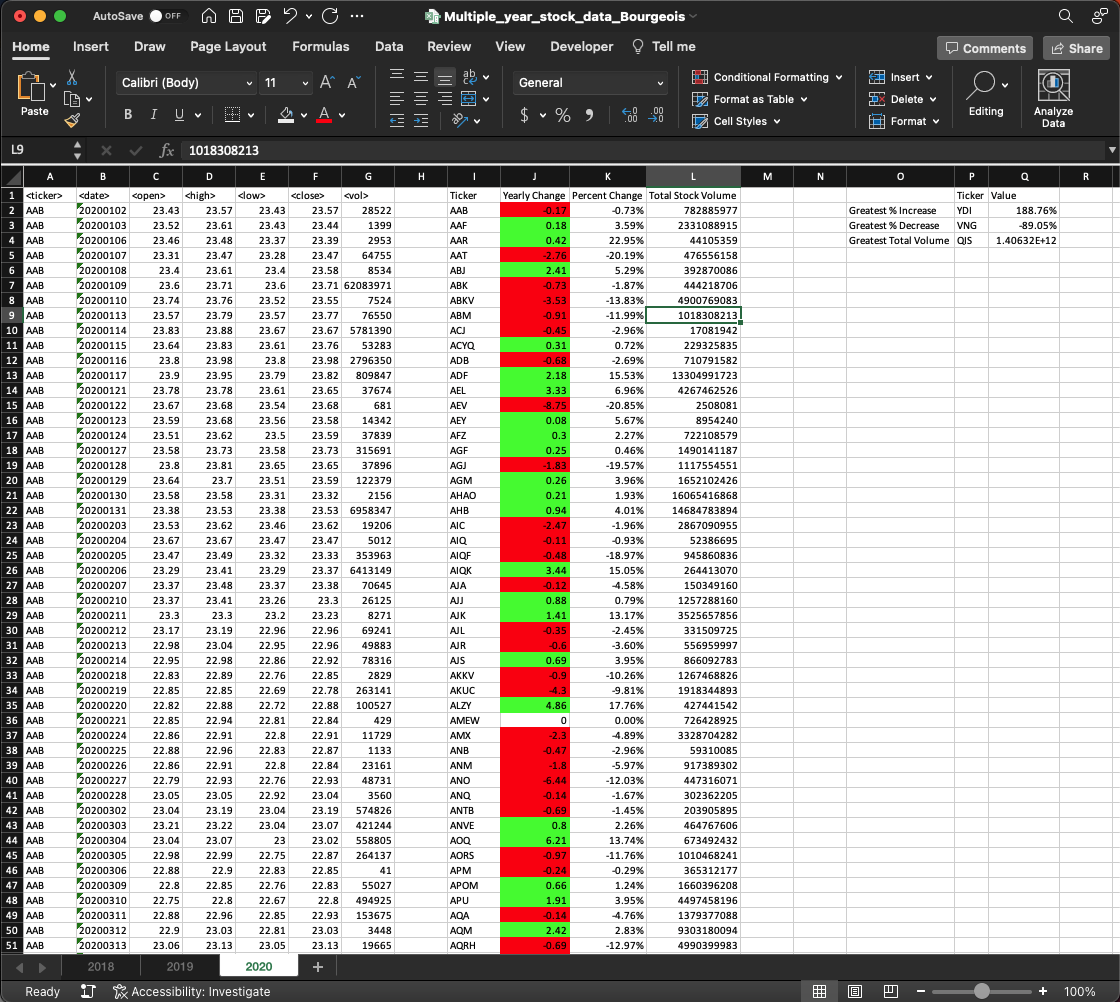 AutoSave OFF Multiple_year_stock_data_Bourgeois
Home Insert Draw Page Layout Formulas Data Review View Developer Tell me Comments Share
Paste Calibri (Body) 11 A A ab General Conditional Formatting Format as Table Cell Styles Insert Delete Format Editing Analyze Data
B I U A $ % 9
L9 fx 1018308213
A B C D E F G H I J K L M N O P Q R
1 <ticker> <date> <open> <high> <low> <close> <vol> Ticker Yearly Change Percent Change Total Stock Volume Ticker Value
2 AAB 20200102 23.43 23.57 23.43 23.57 28522 AAB -0.17 -0.73% 782885977 Greatest % Increase YDI 188.76%
3 AAB 20200103 23.52 23.61 23.43 23.44 1399 AAF 0.18 3.59% 2331088915 Greatest % Decrease VNG -89.05%
4 AAB 20200106 23.46 23.48 23.37 23.39 2953 AAR 0.42 22.95% 44105359 Greatest Total Volume QIS 1.40632E+12
5 AAB 20200107 23.31 23.47 23.28 23.47 64755 AAT -2.76 -20.19% 476556158
6 AAB 20200108 23.4 23.61 23.4 23.58 8534 ABJ 2.41 5.29% 392870086
7 AAB 20200109 23.6 23.71 23.6 23.71 62083971 ABK -0.73 -1.87% 444218706
8 AAB 20200110 23.74 23.76 23.52 23.55 7524 ABKV -3.53 -13.83% 4900769083
9 AAB 20200113 23.57 23.79 23.57 23.77 76550 ABM -0.91 -11.99% 1018308213
10 AAB 20200114 23.83 23.88 23.67 23.67 5781390 ACJ -0.45 -2.96% 17081942
11 AAB 20200115 23.64 23.83 23.61 23.76 53283 ACYQ 0.31 0.72% 229325835
12 AAB 20200116 23.8 23.98 23.8 23.98 2796350 ADB -0.68 -2.69% 710791582
13 AAB 20200117 23.9 23.95 23.79 23.82 809847 ADF 2.18 15.53% 13304991723
14 AAB 20200121 23.78 23.78 23.61 23.65 37674 AEL 3.33 6.96% 4267462526
15 AAB 20200122 23.67 23.68 23.54 23.68 681 AEV -8.75 -20.85% 2508081
16 AAB 20200123 23.59 23.68 23.56 23.58 14342 AEY 0.08 5.67% 8954240
17 AAB 20200124 23.51 23.62 23.5 23.59 37839 AFZ 0.3 2.27% 722108579
18 AAB 20200127 23.58 23.73 23.58 23.73 315691 AGF 0.25 0.46% 1490141187
19 AAB 20200128 23.8 23.81 23.65 23.65 37896 AGJ -1.83 -19.57% 1117554551
20 AAB 20200129 23.64 23.7 23.51 23.59 122379 AGM 0.26 3.96% 1652102426
21 AAB 20200130 23.58 23.58 23.31 23.32 2156 AHAO 0.21 1.93% 16065416868
22 AAB 20200131 23.38 23.53 23.38 23.53 6958347 AHB 0.94 4.01% 14684783894
23 AAB 20200203 23.53 23.62 23.46 23.62 19206 AIC -2.47 -1.96% 2867090955
24 AAB 20200204 23.67 23.67 23.47 23.47 5012 AIQ -0.11 -0.93% 52386695
25 AAB 20200205 23.47 23.49 23.32 23.33 353963 AIQF -0.48 -18.97% 945860836
26 AAB 20200206 23.29 23.41 23.29 23.37 6413149 AIQK 3.44 15.05% 264413070
27 AAB 20200207 23.37 23.48 23.37 23.38 70645 AJA -0.12 -4.58% 150349160
28 AAB 20200210 23.37 23.41 23.26 23.3 26125 AJJ 0.88 0.79% 1257288160
29 AAB 20200211 23.3 23.3 23.2 23.23 8271 AJK 1.41 13.17% 3525657856
30 AAB 20200212 23.17 23.19 22.96 22.96 69241 AJL -0.35 -2.45% 331509725
31 AAB 20200213 22.98 23.04 22.95 22.96 49883 AJR -0.6 -3.60% 556959997
32 AAB 20200214 22.95 22.98 22.86 22.92 78316 AJS 0.69 3.95% 866092783
33 AAB 20200218 22.83 22.89 22.76 22.85 2829 AKKV -0.9 -10.26% 1267468826
34 AAB 20200219 22.85 22.85 22.69 22.78 263141 AKUC -4.3 -9.81% 1918344893
35 AAB 20200220 22.82 22.88 22.72 22.88 100527 ALZY 4.86 17.76% 427441542
36 AAB 20200221 22.85 22.94 22.81 22.84 429 AMEW 0 0.00% 726428925
37 AAB 20200224 22.86 22.91 22.8 22.91 11729 AMX -2.3 -4.89% 3328704282
38 AAB 20200225 22.88 22.96 22.83 22.87 1133 ANB -0.47 -2.96% 59310085
39 AAB 20200226 22.86 22.91 22.8 22.84 23161 ANM -1.8 -5.97% 917389302
40 AAB 20200227 22.79 22.93 22.76 22.93 48731 ANO -6.44 -12.03% 447316071
41 AAB 20200228 23.05 23.05 22.92 23.04 3560 ANQ -0.14 -1.67% 302362205
42 AAB 20200302 23.04 23.19 23.04 23.19 574826 ANTB -0.69 -1.45% 203905895
43 AAB 20200303 23.21 23.22 23.04 23.07 421244 ANVE 0.8 2.26% 464767606
44 AAB 20200304 23.04 23.07 23 23.02 558805 AOQ 6.21 13.74% 673492432
45 AAB 20200305 22.98 22.99 22.75 22.87 264137 AORS -0.97 -11.76% 1010468241
46 AAB 20200306 22.88 22.9 22.83 22.85 41 APM -0.24 -0.29% 365312177
47 AAB 20200309 22.8 22.85 22.76 22.83 55027 APOM 0.66 1.24% 1660396208
48 AAB 20200310 22.75 22.8 22.67 22.8 494925 APU 1.91 3.95% 4497458196
49 AAB 20200311 22.88 22.96 22.85 22.93 153675 AQA -0.14 -4.76% 1379377088
50 AAB 20200312 22.9 23.03 22.81 23.03 3448 AQM 2.42 2.83% 9303180094
51 AAB 20200313 23.06 23.13 23.05 23.13 19665 AQRH -0.69 -12.97% 4990399983
2018 2019 2020 +
Ready Accessibility: Investigate 100%